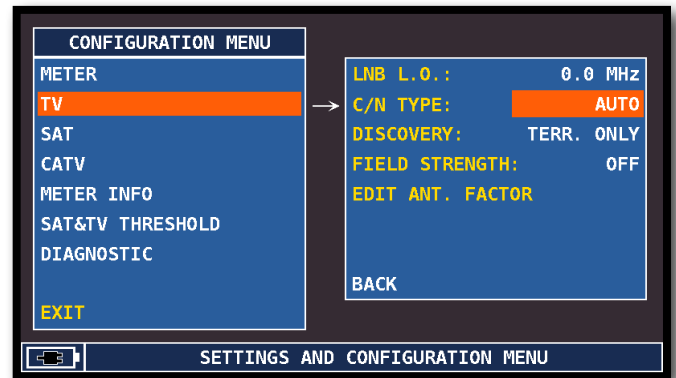 CONFIGURATION MENU
METER
TV
SAT
CATV
METER INFO
SAT&TV THRESHOLD
DIAGNOSTIC
EXIT
LNB L.O.: 0.0 MHz
C/N TYPE: AUTO
DISCOVERY: TERR. ONLY
FIELD STRENGTH: OFF
EDIT ANT. FACTOR
BACK
SETTINGS AND CONFIGURATION MENU